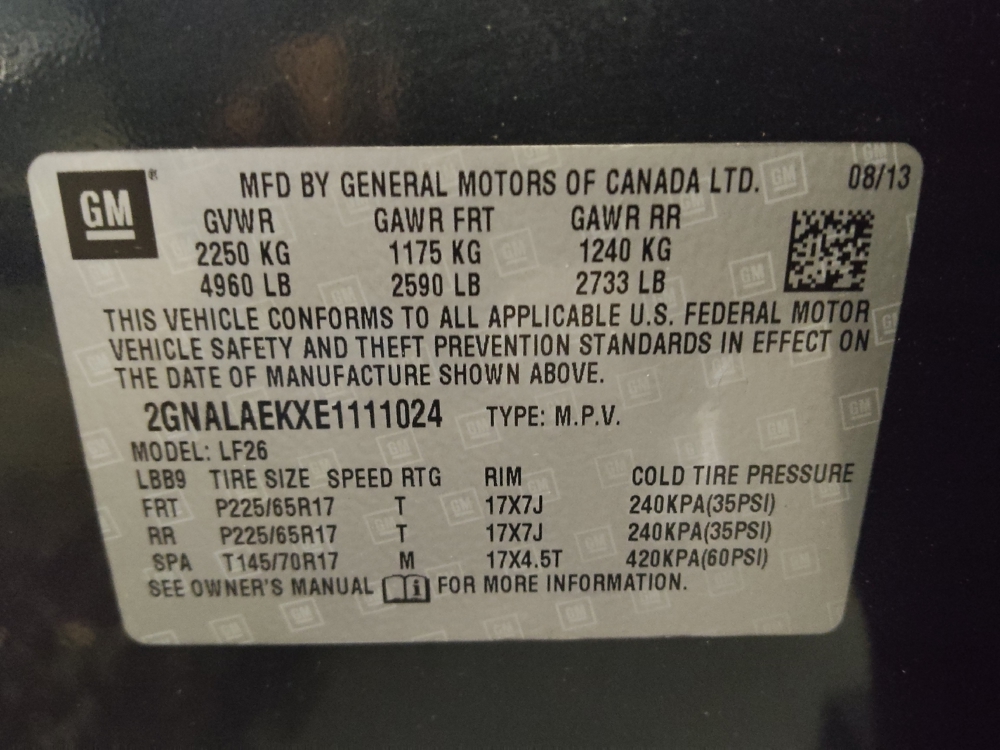 GM
MFD BY GENERAL MOTORS OF CANADA LTD. 08/13
GVWR GAWR FRT GAWR RR
2250 KG 1175 KG 1240 KG
4960 LB 2590 LB 2733 LB
THIS VEHICLE CONFORMS TO ALL APPLICABLE U.S. FEDERAL MOTOR
VEHICLE SAFETY AND THEFT PREVENTION STANDARDS IN EFFECT ON
THE DATE OF MANUFACTURE SHOWN ABOVE.
2GNALAEKXE1111024 TYPE: M.P.V.
MODEL: LF26
LBB9 TIRE SIZE SPEED RTG RIM COLD TIRE PRESSURE
FRT P225/65R17 T 17X7J 240KPA(35PSI)
RR P225/65R17 T 17X7J 240KPA(35PSI)
SPA T145/70R17 M 17X4.5T 420KPA(60PSI)
SEE OWNER'S MANUAL i FOR MORE INFORMATION.